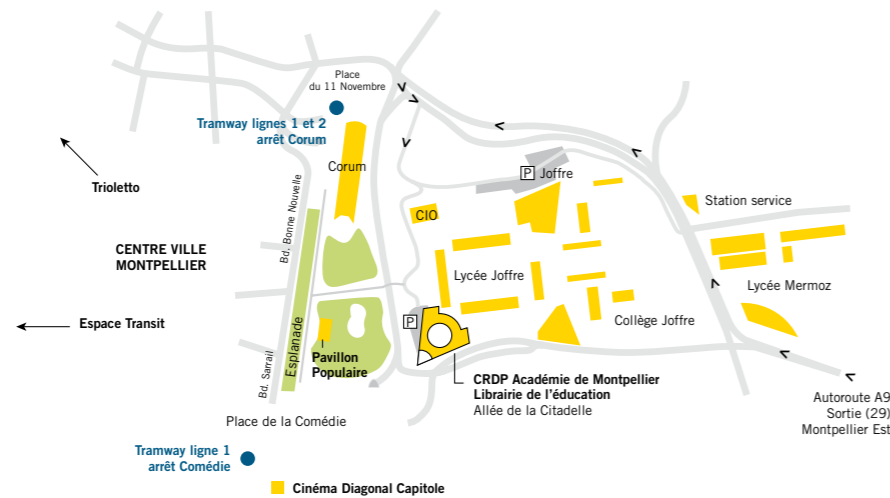 Place
du 11 Novembre
Tramway lignes 1 et 2
arrêt Corum
Corum
Trioletto
P Joffre
Station service
CIO
Bd. Bonne Nouvelle
CENTRE VILLE
MONTPELLIER
Lycée Joffre
Lycée Mermoz
Espace Transit
P
Collège Joffre
Esplanade
Pavillon
Populaire
Bd. Sarrail
CRDP Académie de Montpellier
Librairie de l'éducation
Allée de la Citadelle
Autoroute A9
Sortie (29)
Montpellier Est
Place de la Comédie
Tramway ligne 1
arrêt Comédie
Cinéma Diagonal Capitole